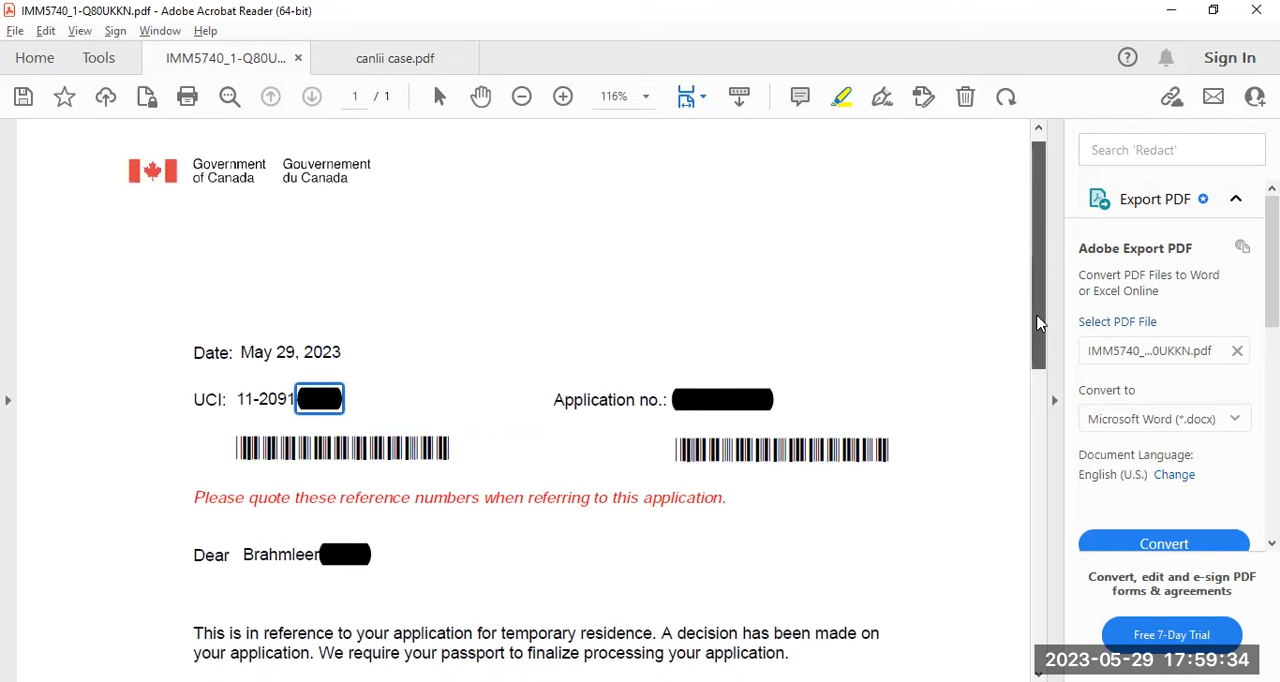 IMM5740_1-Q80UKKN.pdf - Adobe Acrobat Reader (64-bit)
File Edit View Sign Window Help
Home Tools IMM5740_1-Q80U... × canlii case.pdf Sign In
1 / 1 116%
Search 'Redact'
Government of Canada
Gouvernement du Canada
Export PDF
Adobe Export PDF
Convert PDF Files to Word
or Excel Online
Select PDF File
IMM5740_...0UKKN.pdf
Convert to
Microsoft Word (*.docx)
Document Language:
English (U.S.) Change
Convert
Convert, edit and e-sign PDF
forms & agreements
Free 7-Day Trial
Date: May 29, 2023
UCI: 11-2091 Application no.:
Please quote these reference numbers when referring to this application.
Dear Brahmleen
This is in reference to your application for temporary residence. A decision has been made on
your application. We require your passport to finalize processing your application.
2023-05-29 17:59:34